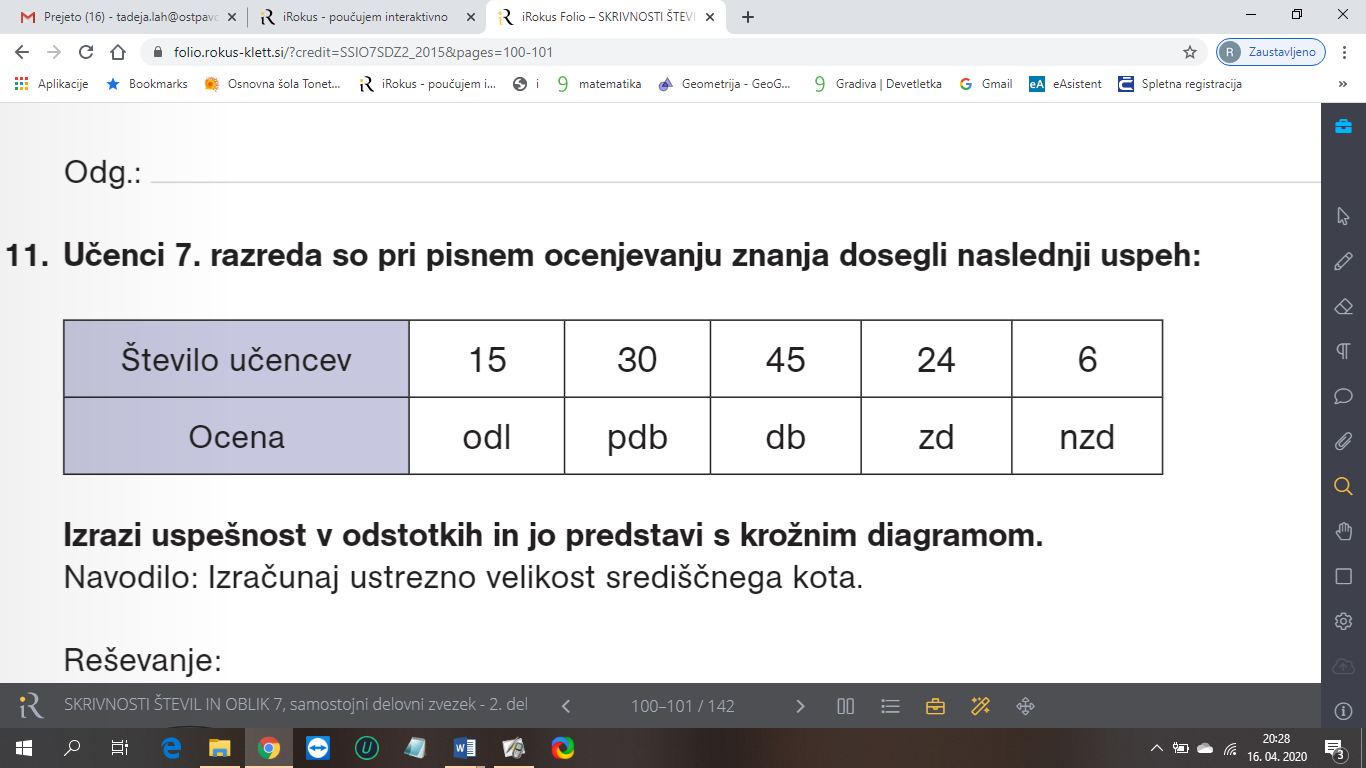 Prejeto (16) - tadeja.lah@ostpavc
iRokus - poučujem interaktivno
iRokus Folio – SKRIVNOSTI ŠTEVI
folio.rokus-klett.si/?credit=SSIO7SDZ2_2015&pages=100-101
R Zaustavljeno
Aplikacije Bookmarks Osnovna šola Tonet... iRokus - poučujem i... i matematika Geometrija - GeoG... Gradiva | Devetletka Gmail eAsistent Spletna registracija »
Odg.:
11. Učenci 7. razreda so pri pisnem ocenjevanju znanja dosegli naslednji uspeh:
Število učencev 15 30 45 24 6
Ocena odl pdb db zd nzd
Izrazi uspešnost v odstotkih in jo predstavi s krožnim diagramom.
Navodilo: Izračunaj ustrezno velikost središčnega kota.
Reševanje:
iR SKRIVNOSTI ŠTEVIL IN OBLIK 7, samostojni delovni zvezek - 2. del 100–101 / 142
20:28
16. 04. 2020
3